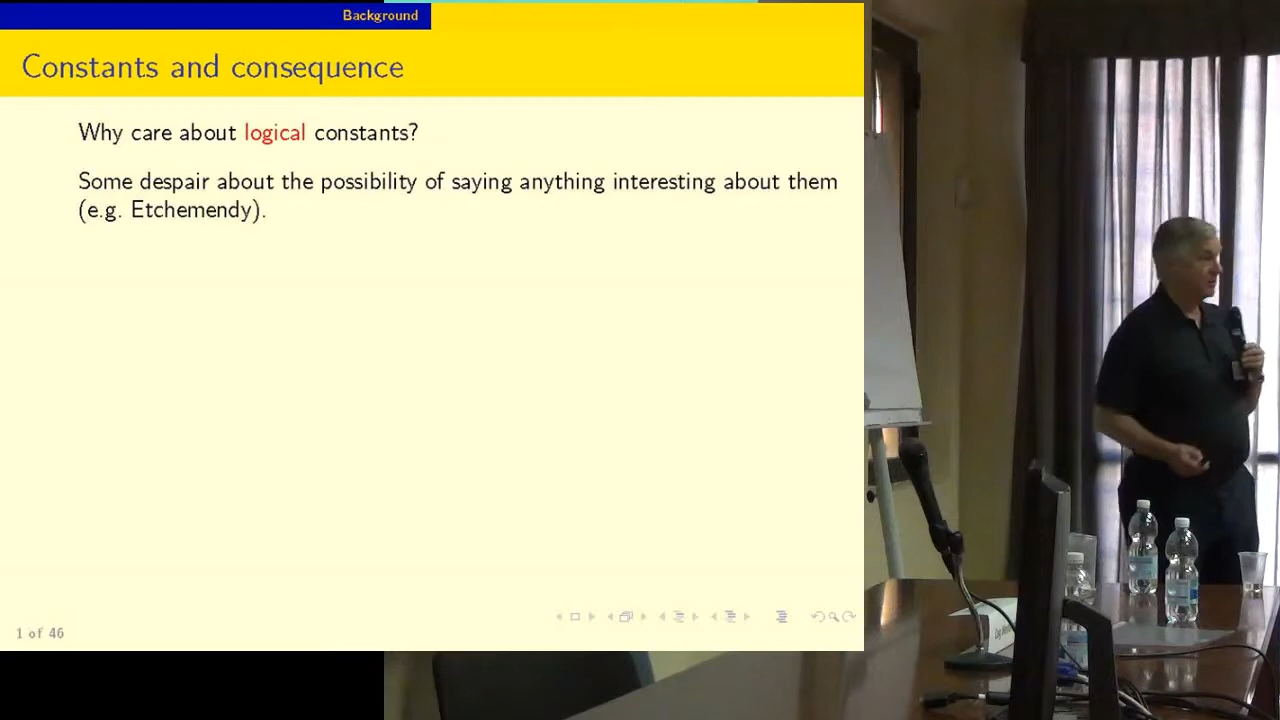 Background
Constants and consequence
Why care about logical constants?
Some despair about the possibility of saying anything interesting about them
(e.g. Etchemendy).
1 of 46